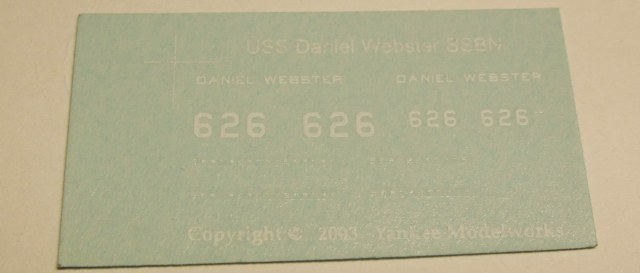 USS Daniel Webster SSBN
DANIEL WEBSTER DANIEL WEBSTER
626 626 626 626
Copyright © 2003 Yankee Modelworks